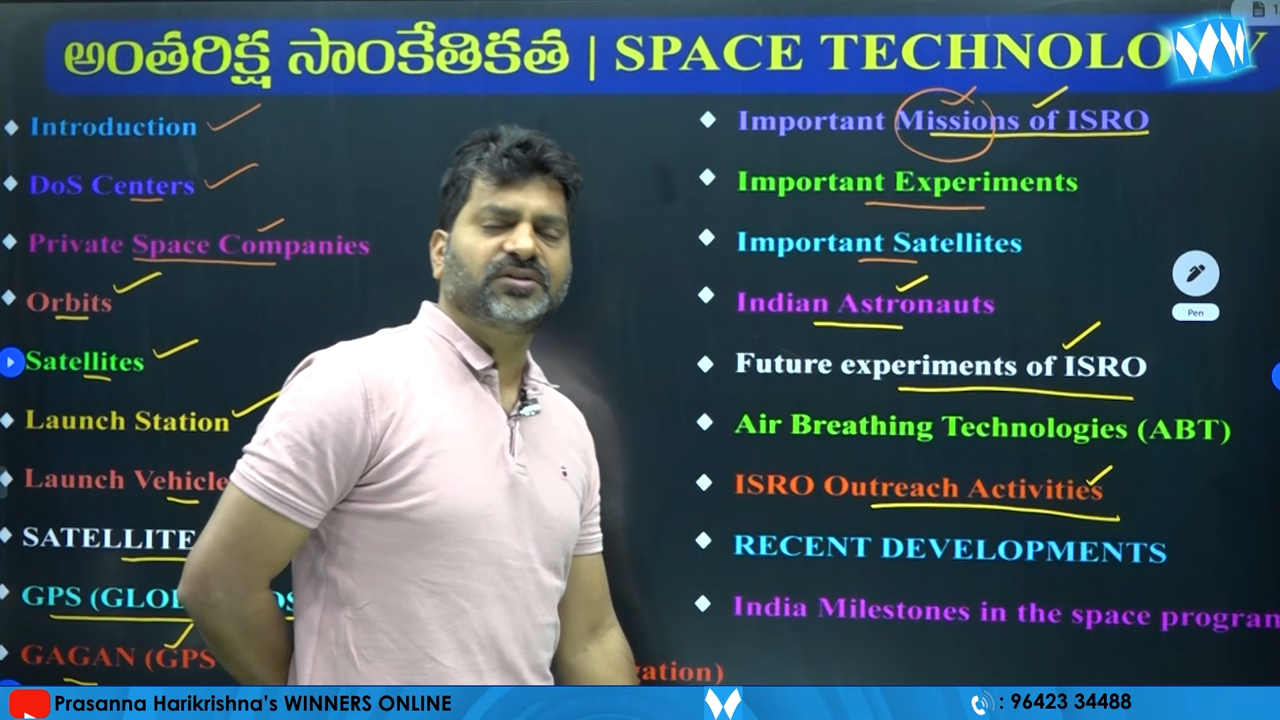 అంతరిక్ష సాంకేతికత | SPACE TECHNOLO Y
Introduction
DoS Centers
Private Space Companies
Orbits
Satellites
Launch Station
Launch Vehicle
SATELLITE
GPS (GLO
GAGAN (GPS gation)
Important Missions of ISRO
Important Experiments
Important Satellites
Indian Astronauts
Future experiments of ISRO
Air Breathing Technologies (ABT)
ISRO Outreach Activities
RECENT DEVELOPMENTS
India Milestones in the space program
Pen
Prasanna Harikrishna's WINNERS ONLINE
: 96423 34488